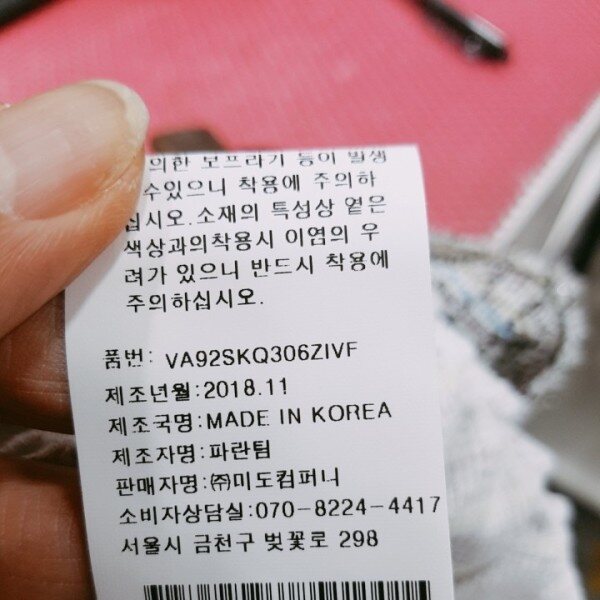 의한 보프라기 등이 발생
수있으니 착용에 주의하
십시오.소재의 특성상 옅은
색상과의착용시 이염의 우
려가 있으니 반드시 착용에
주의하십시오.
품번: VA92SKQ306ZIVF
제조년월:2018.11
제조국명:MADE IN KOREA
제조자명:파란팀
판매자명:㈜미도컴퍼니
소비자상담실:070-8224-4417
서울시 금천구 벚꽃로 298